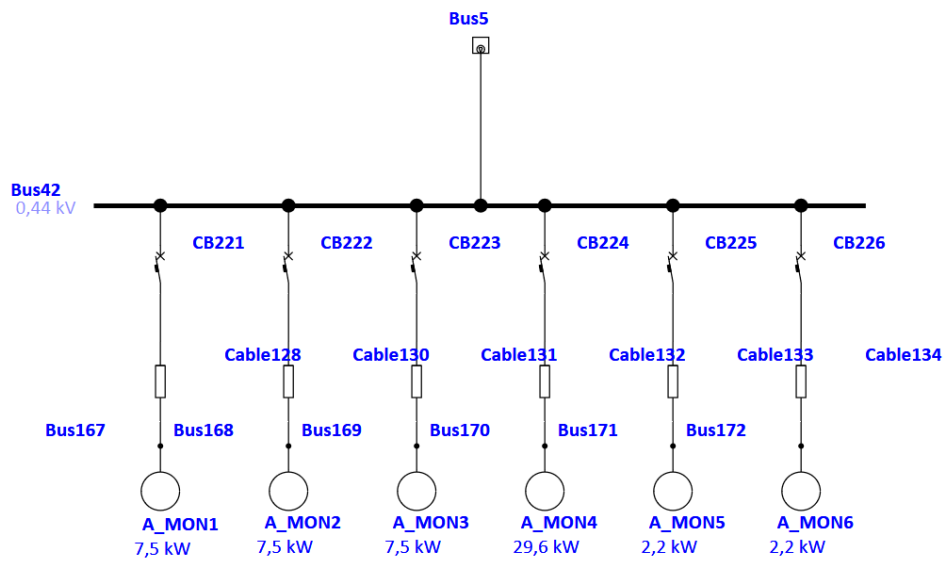 Bus5
Bus42
0,44 kV
CB221 CB222 CB223 CB224 CB225 CB226
Cable128 Cable130 Cable131 Cable132 Cable133 Cable134
Bus167 Bus168 Bus169 Bus170 Bus171 Bus172
A_MON1 A_MON2 A_MON3 A_MON4 A_MON5 A_MON6
7,5 kW 7,5 kW 7,5 kW 29,6 kW 2,2 kW 2,2 kW